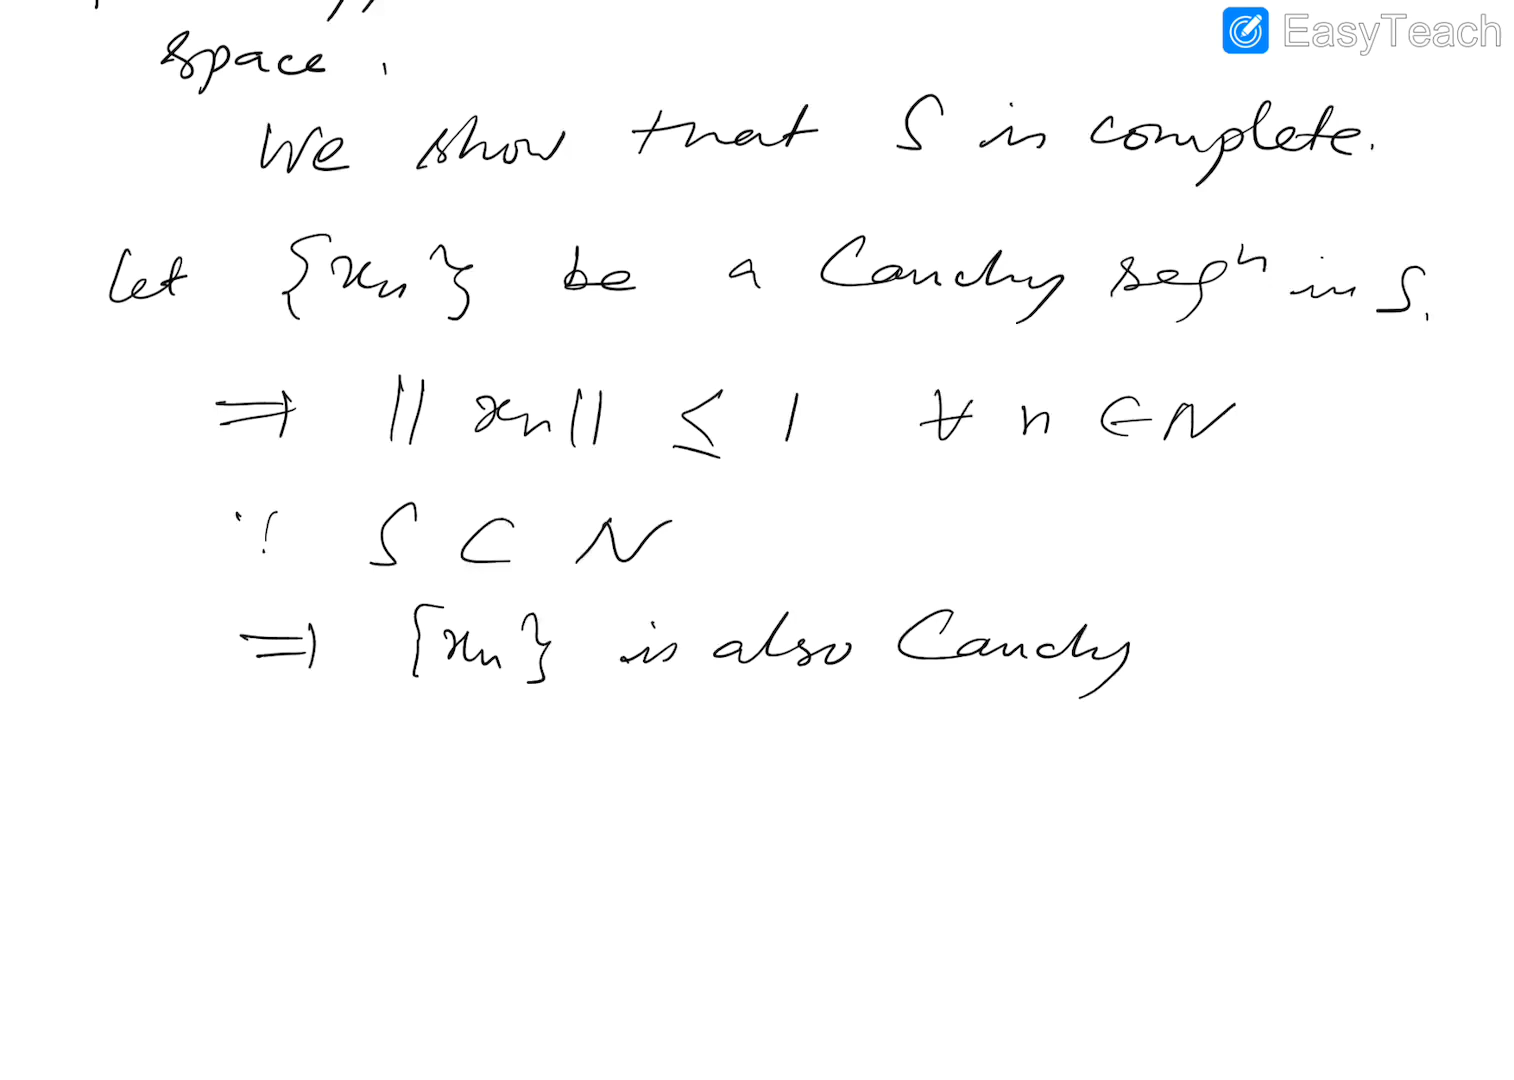 EasyTeach
space.
We show that S is complete.
Let {xn} be a Cauchy seqn in S.
⇒ || xn || ≤ 1 ∀ n ∈ N
∵ S ⊂ N
⇒ {xn} is also Cauchy